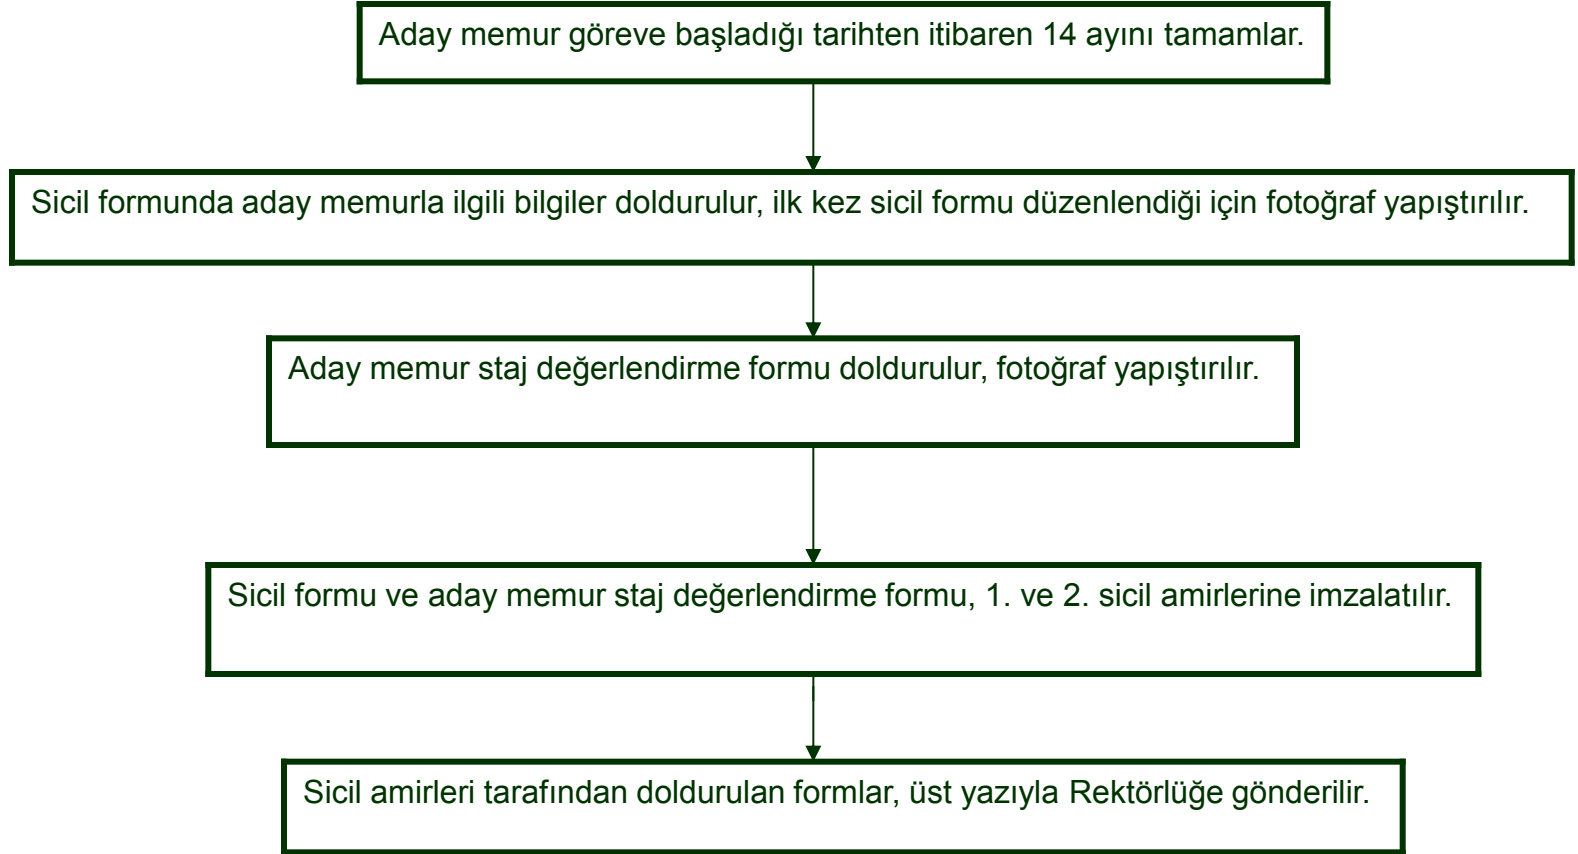 Aday memur göreve başladığı tarihten itibaren 14 ayını tamamlar.
Sicil formunda aday memurla ilgili bilgiler doldurulur, ilk kez sicil formu düzenlendiği için fotoğraf yapıştırılır.
Aday memur staj değerlendirme formu doldurulur, fotoğraf yapıştırılır.
Sicil formu ve aday memur staj değerlendirme formu, 1. ve 2. sicil amirlerine imzalatılır.
Sicil amirleri tarafından doldurulan formlar, üst yazıyla Rektörlüğe gönderilir.